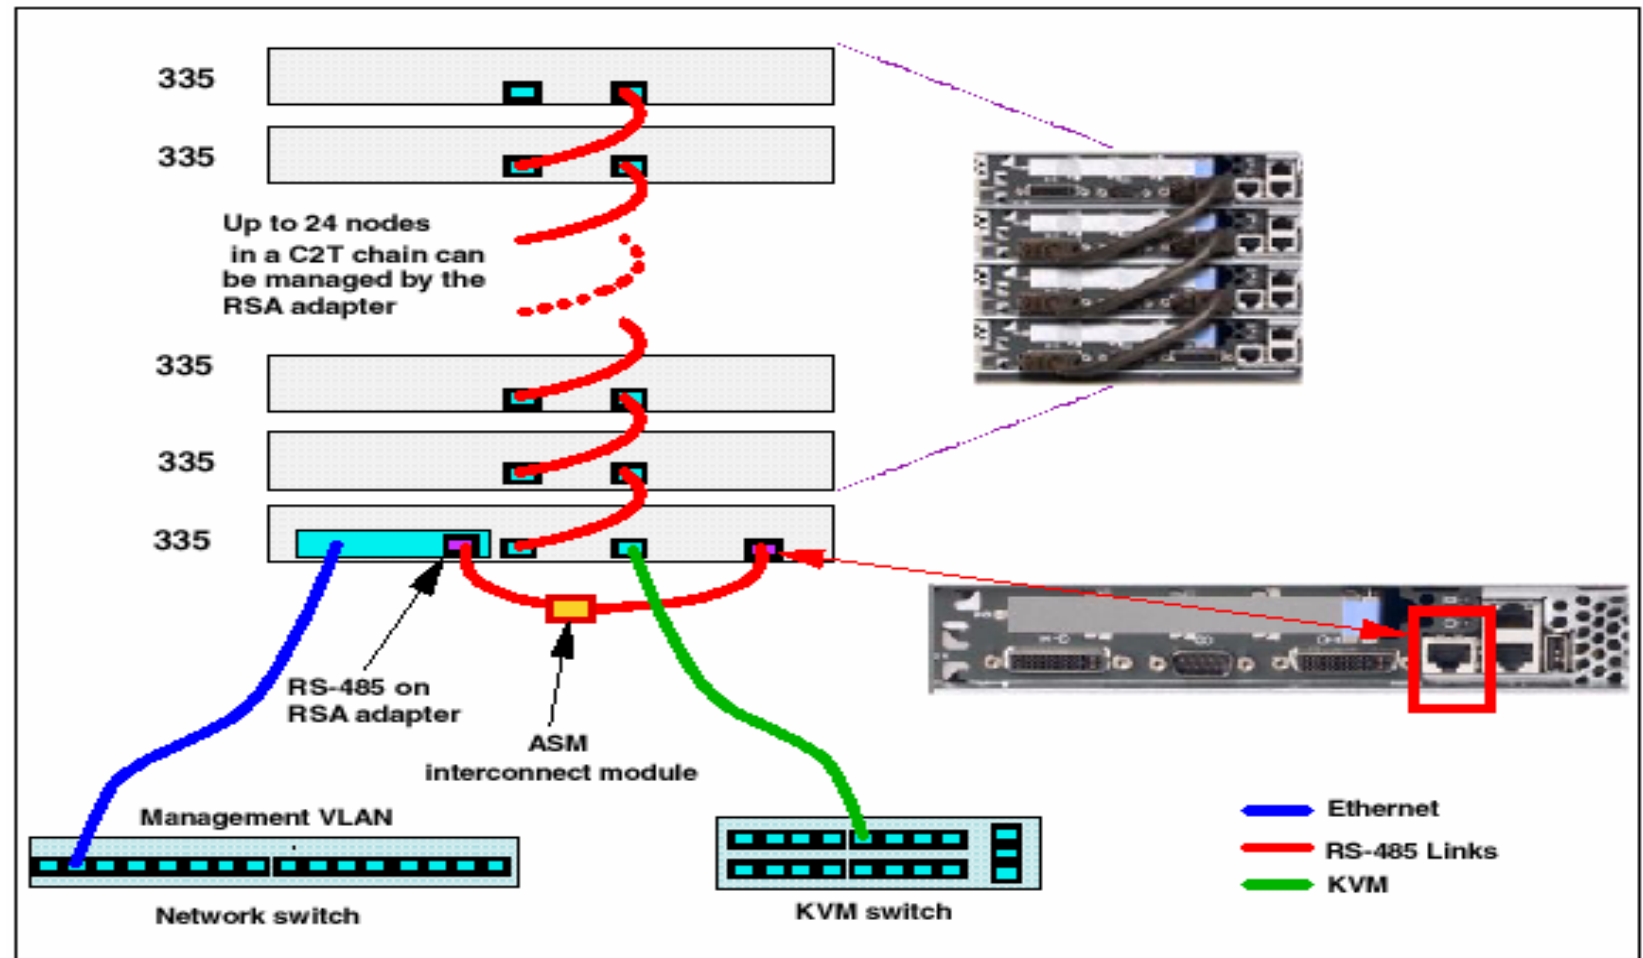 335
335
Up to 24 nodes
in a C2T chain can
be managed by the
RSA adapter
335
335
335
RS-485 on
RSA adapter
ASM
interconnect module
Management VLAN
Network switch
KVM switch
Ethernet
RS-485 Links
KVM